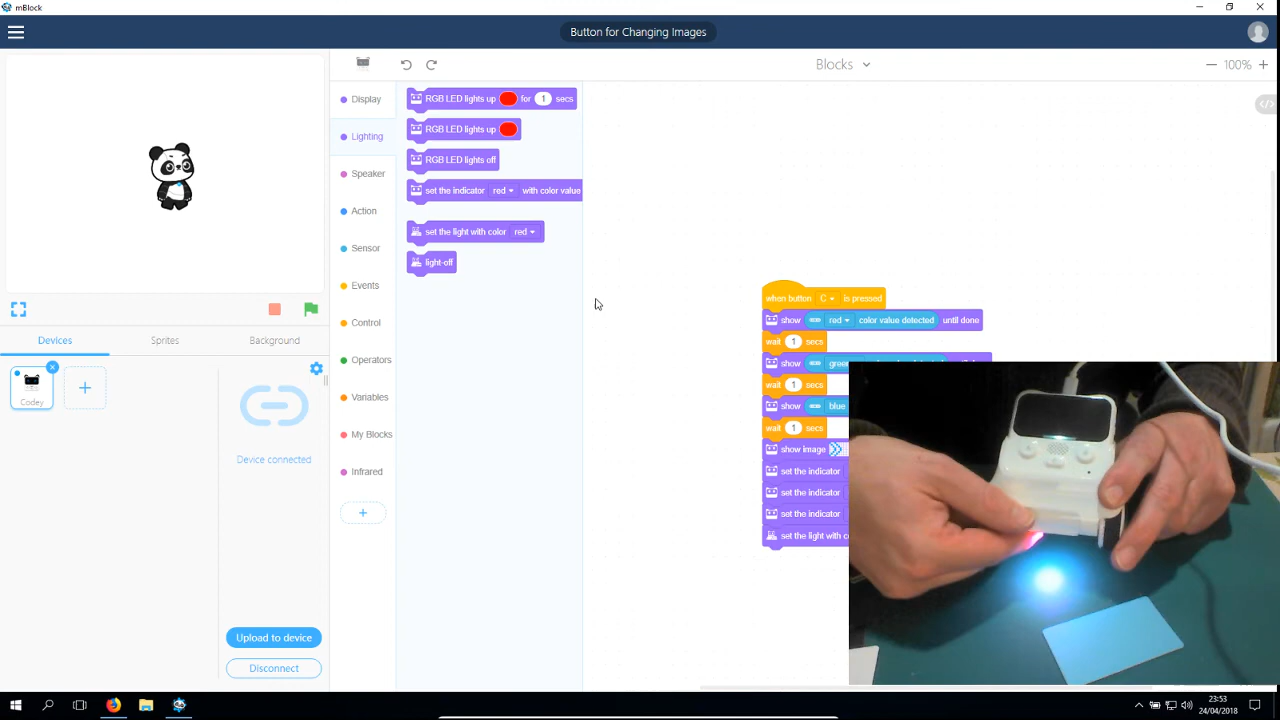 mBlock
Button for Changing Images
Blocks
100%
Display
Lighting
Speaker
Action
Sensor
Events
Control
Operators
Variables
My Blocks
Infrared
RGB LED lights up for 1 secs
RGB LED lights up
RGB LED lights off
set the indicator red with color value
set the light with color red
light-off
when button C is pressed
show red color value detected until done
wait 1 secs
show
wait 1 secs
show blue
wait 1 secs
show image
set the indicator
set the indicator
set the indicator
set the light with
Devices
Sprites
Background
Codey
Device connected
Upload to device
Disconnect
23:53
24/04/2018